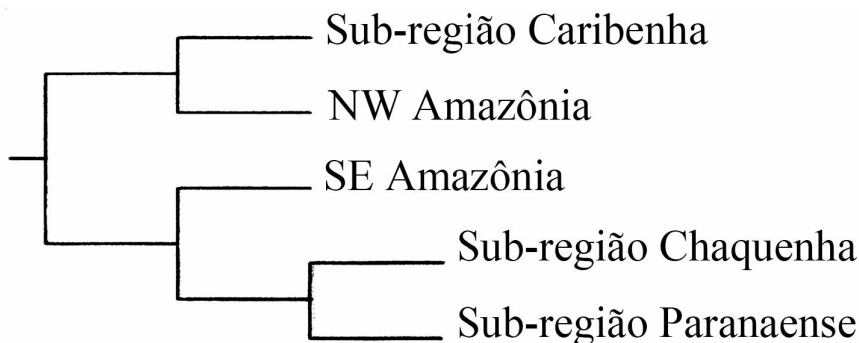 Sub-região Caribenha
NW Amazônia
SE Amazônia
Sub-região Chaquenha
Sub-região Paranaense